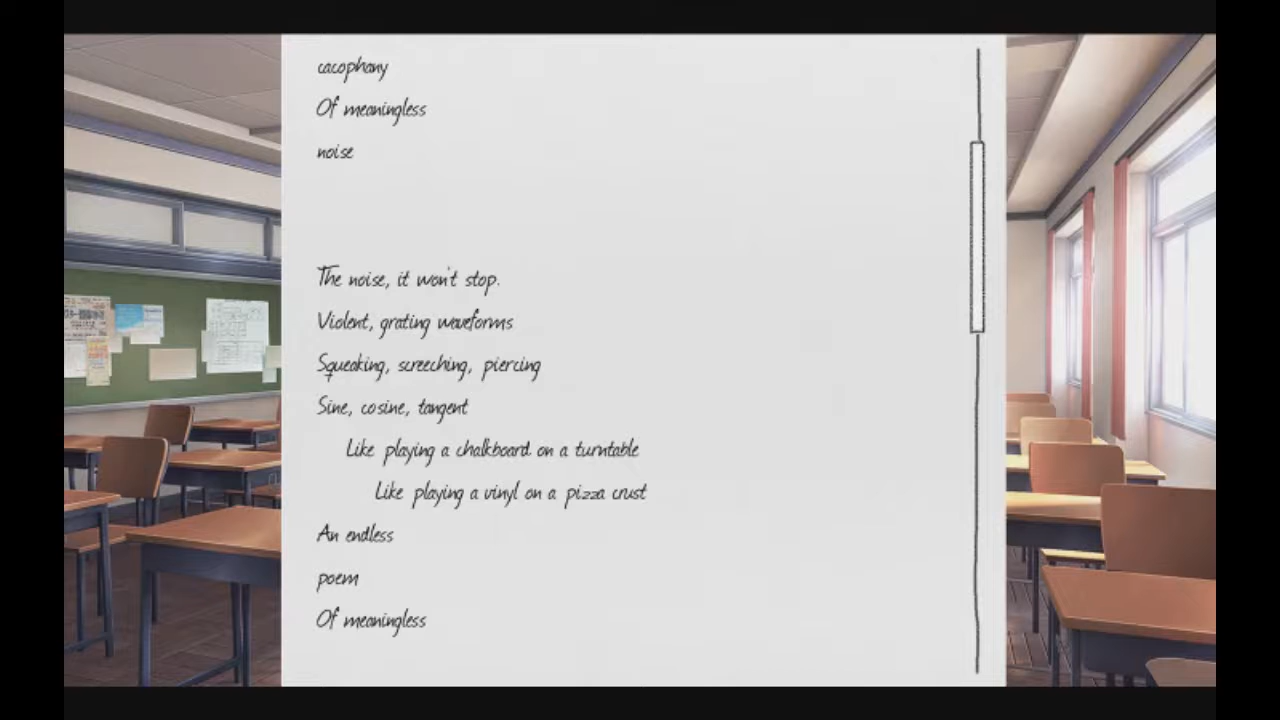 cacophany
Of meaningless
noise
The noise, it won't stop.
Violent, grating waveforms
Squeaking, screeching, piercing
Sine, cosine, tangent
Like playing a chalkboard on a turntable
Like playing a vinyl on a pizza crust
An endless
poem
Of meaningless